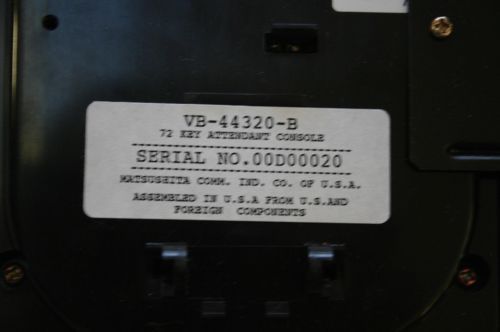 VB-44320-B
72 KEY ATTENDANT CONSOLE
SERIAL NO.00D00020
MATSUSHITA COMM. IND. CO. OF U.S.A.
ASSEMBLED IN U.S.A FROM U.S.AND
FOREIGN COMPONENTS